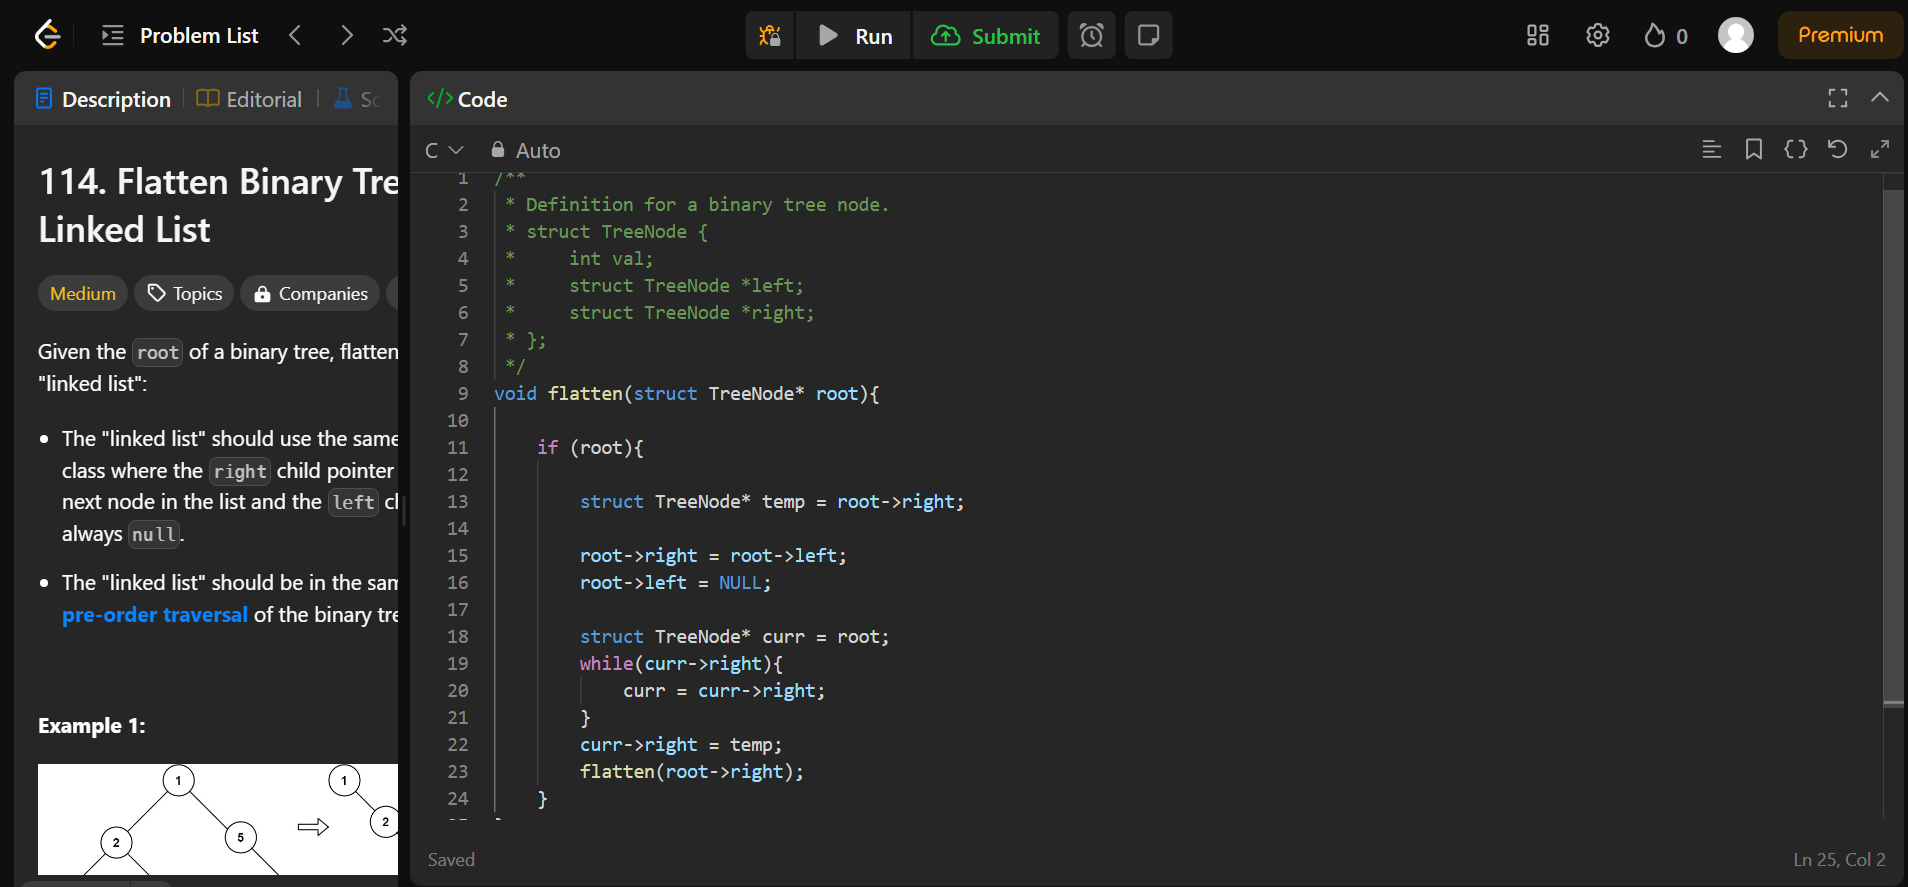 Problem List
Run
Submit
0
Premium
Description
Editorial
114. Flatten Binary Tre
Linked List
Medium
Topics
Companies
Given the root of a binary tree, flatten
"linked list":
The "linked list" should use the same
class where the right child pointer
next node in the list and the left
always null.
The "linked list" should be in the
pre-order traversal of the binary
Example 1:
1
2
5
1
2
</> Code
C
Auto
1 /**
2 * Definition for a binary tree node.
3 * struct TreeNode {
4 * int val;
5 * struct TreeNode *left;
6 * struct TreeNode *right;
7 * };
8 */
9 void flatten(struct TreeNode* root){
10
11 if (root){
12
13 struct TreeNode* temp = root->right;
14
15 root->right = root->left;
16 root->left = NULL;
17
18 struct TreeNode* curr = root;
19 while(curr->right){
20 curr = curr->right;
21 }
22 curr->right = temp;
23 flatten(root->right);
24 }
Saved
Ln 25, Col 2